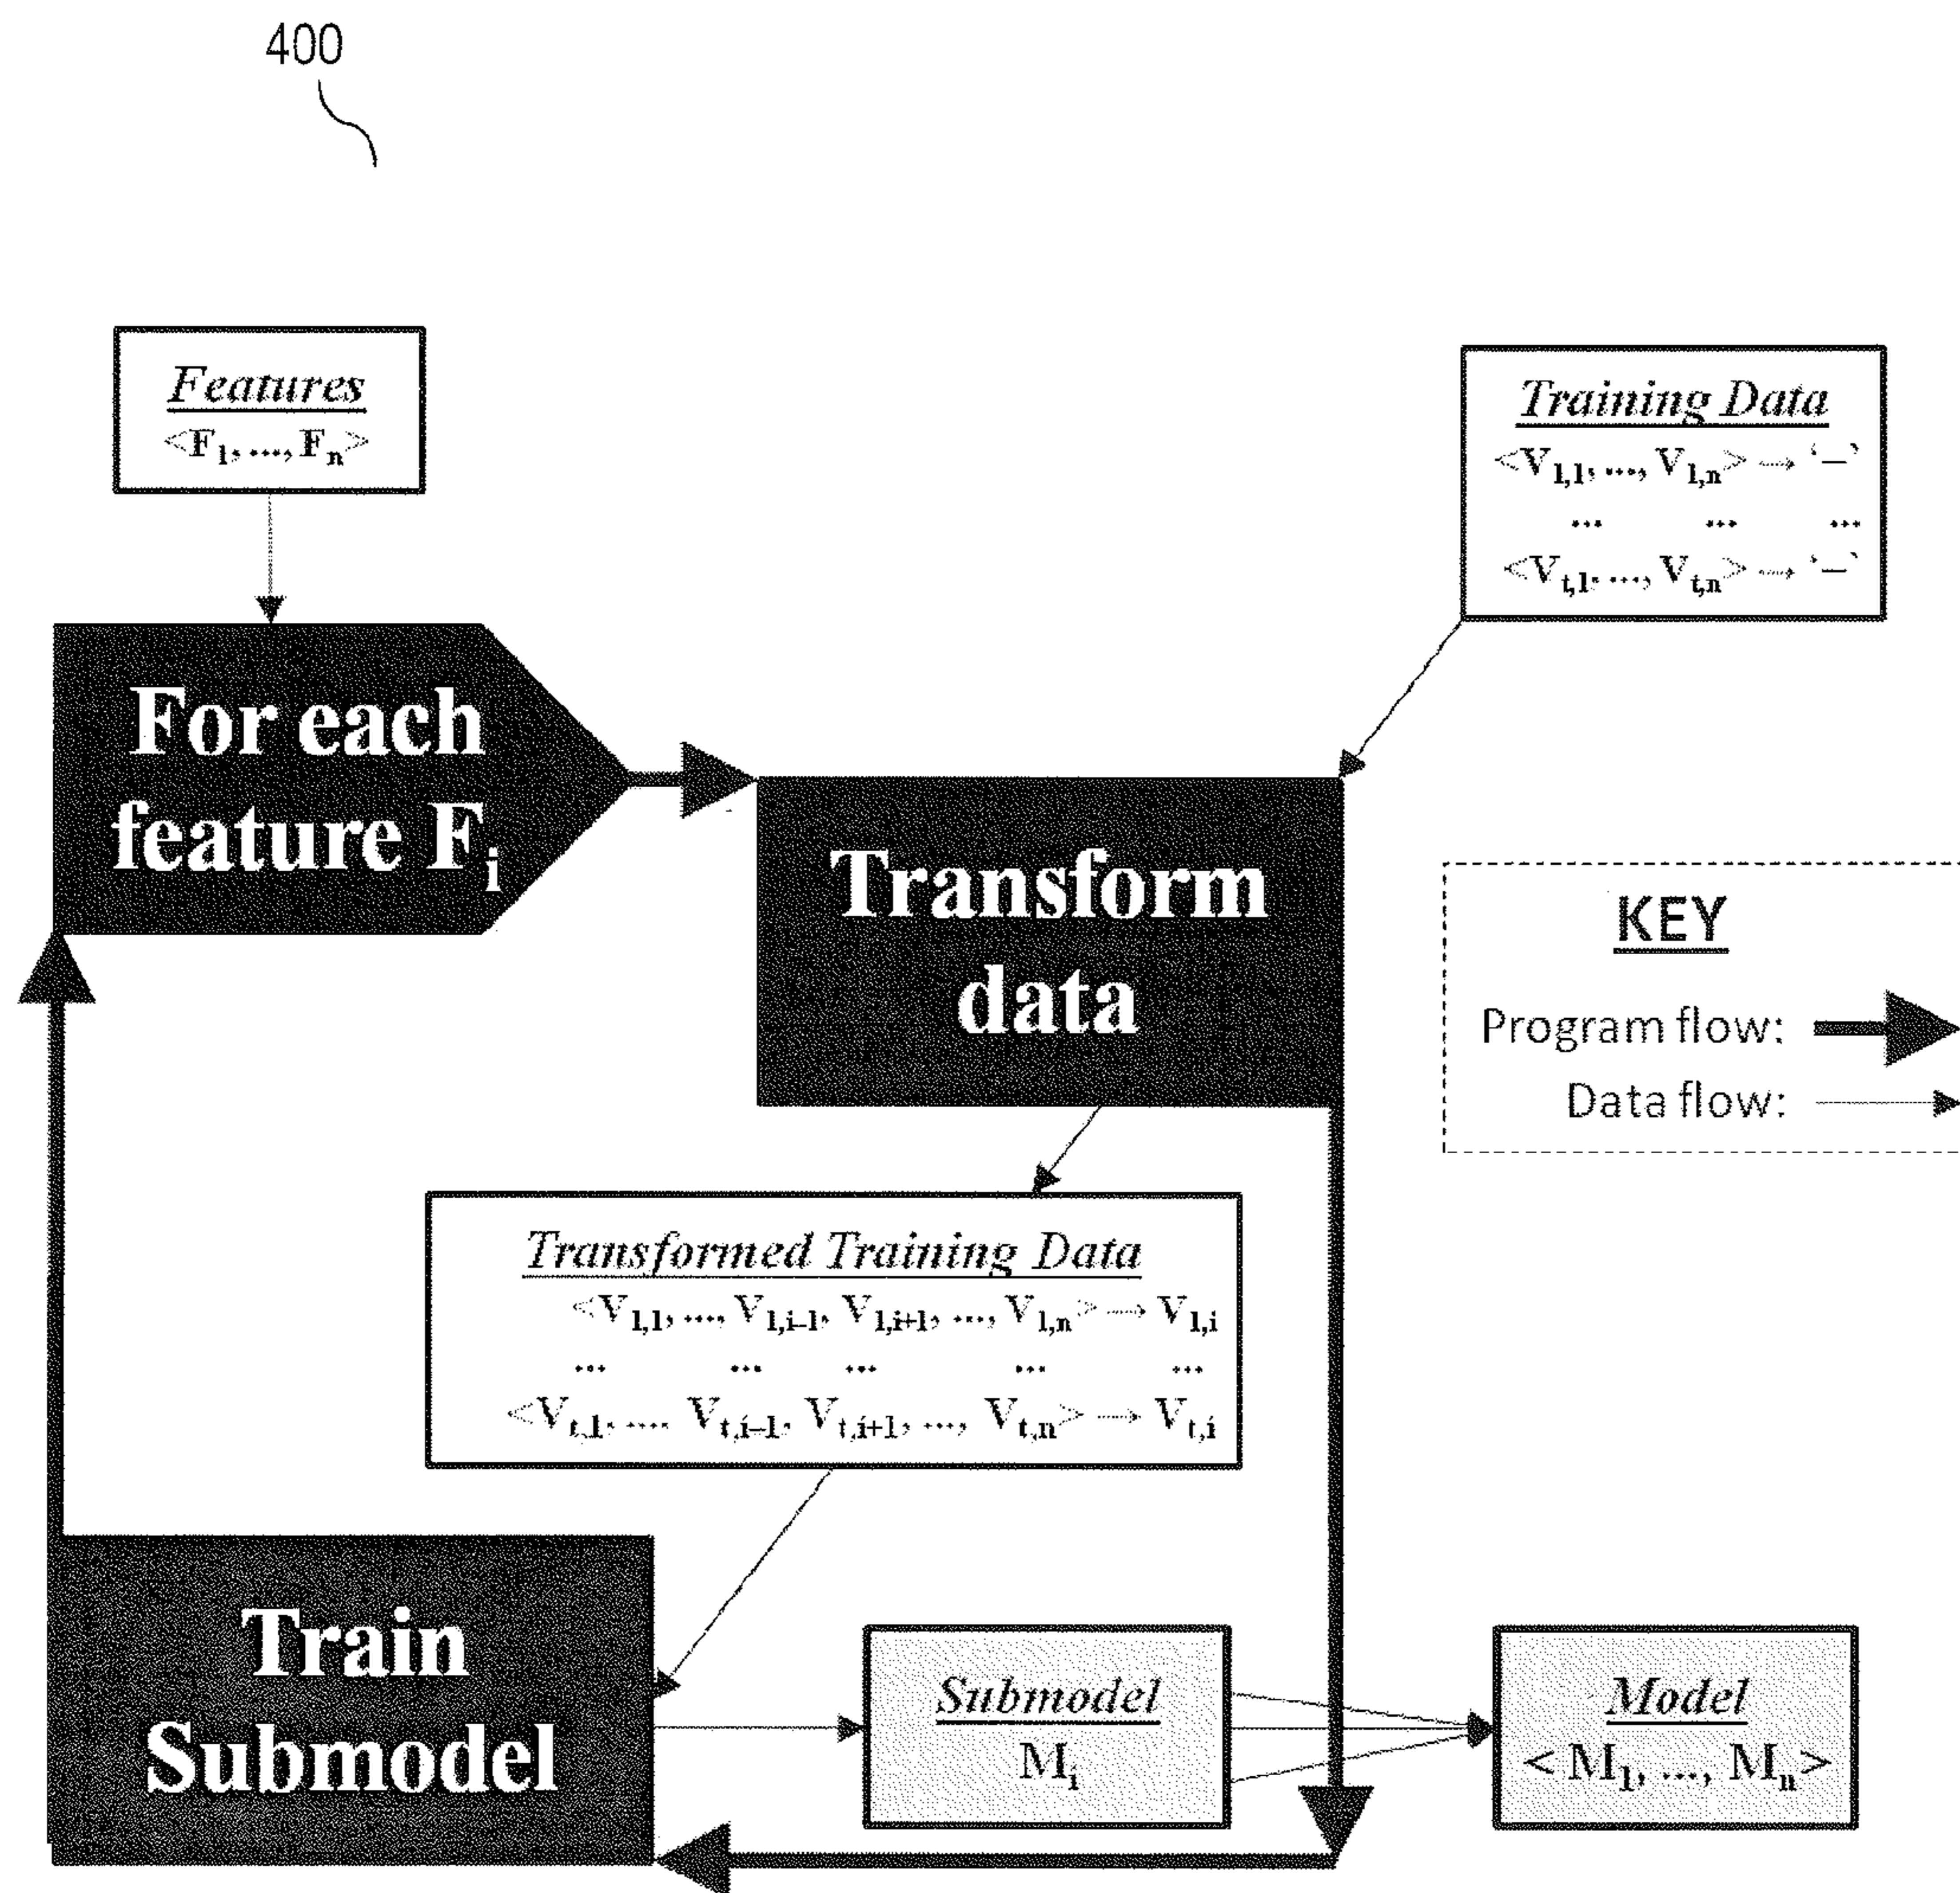 400
Features
<F₁, ..., Fₙ>
Training Data
<V₁,₁, ..., V₁,ₙ> → ‘–’
... ... ...
<Vₜ,₁, ..., Vₜ,ₙ> → ‘–’
For each
feature Fᵢ
Transform
data
KEY
Program flow:
Data flow:
Transformed Training Data
<V₁,₁, ..., V₁,ᵢ₋₁, V₁,ᵢ₊₁, ..., V₁,ₙ> → V₁,ᵢ
... ... ... ... ...
<Vₜ,₁, ..., Vₜ,ᵢ₋₁, Vₜ,ᵢ₊₁, ..., Vₜ,ₙ> → Vₜ,ᵢ
Train
Submodel
Submodel
Mᵢ
Model
< M₁, ..., Mₙ>